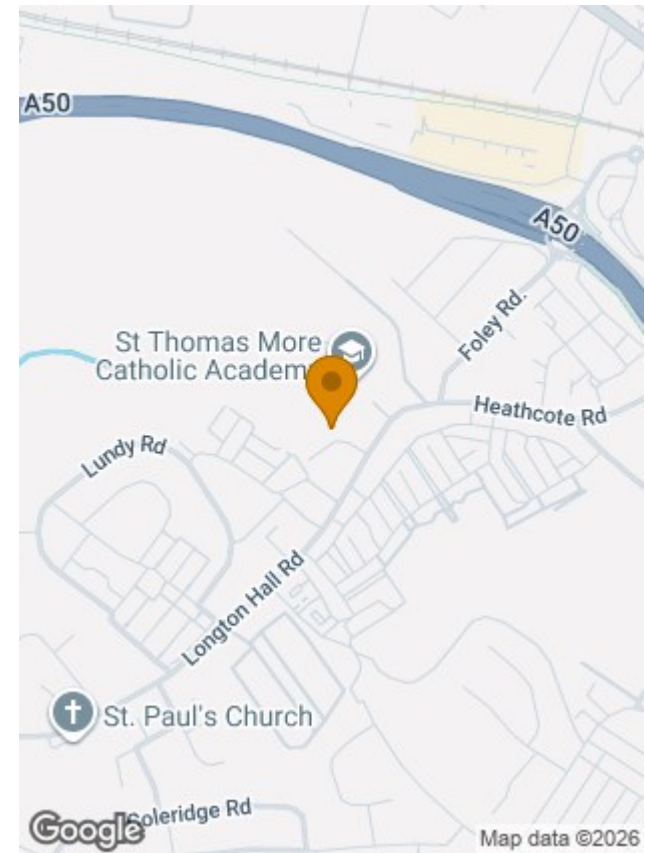 A50
A50
Foley Rd.
St Thomas More
Catholic Academ
Heathcote Rd
Lundy Rd
Longton Hall Rd
St. Paul's Church
Coleridge Rd
Google
Map data ©2026